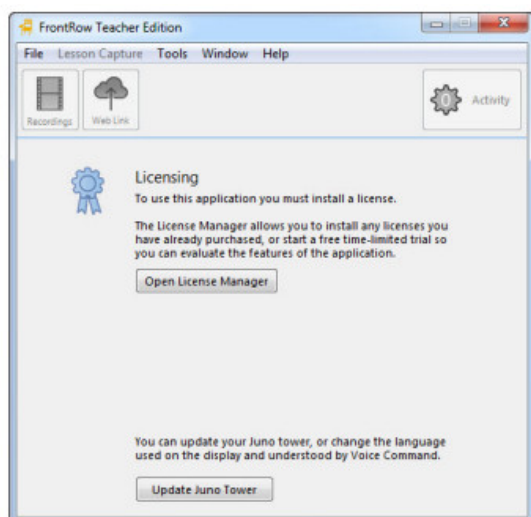 FrontRow Teacher Edition
File Lesson Capture Tools Window Help
Recordings Web Link 0 Activity
Licensing
To use this application you must install a license.
The License Manager allows you to install any licenses you
have already purchased, or start a free time-limited trial so
you can evaluate the features of the application.
Open License Manager
You can update your Juno tower, or change the language
used on the display and understood by Voice Command.
Update Juno Tower